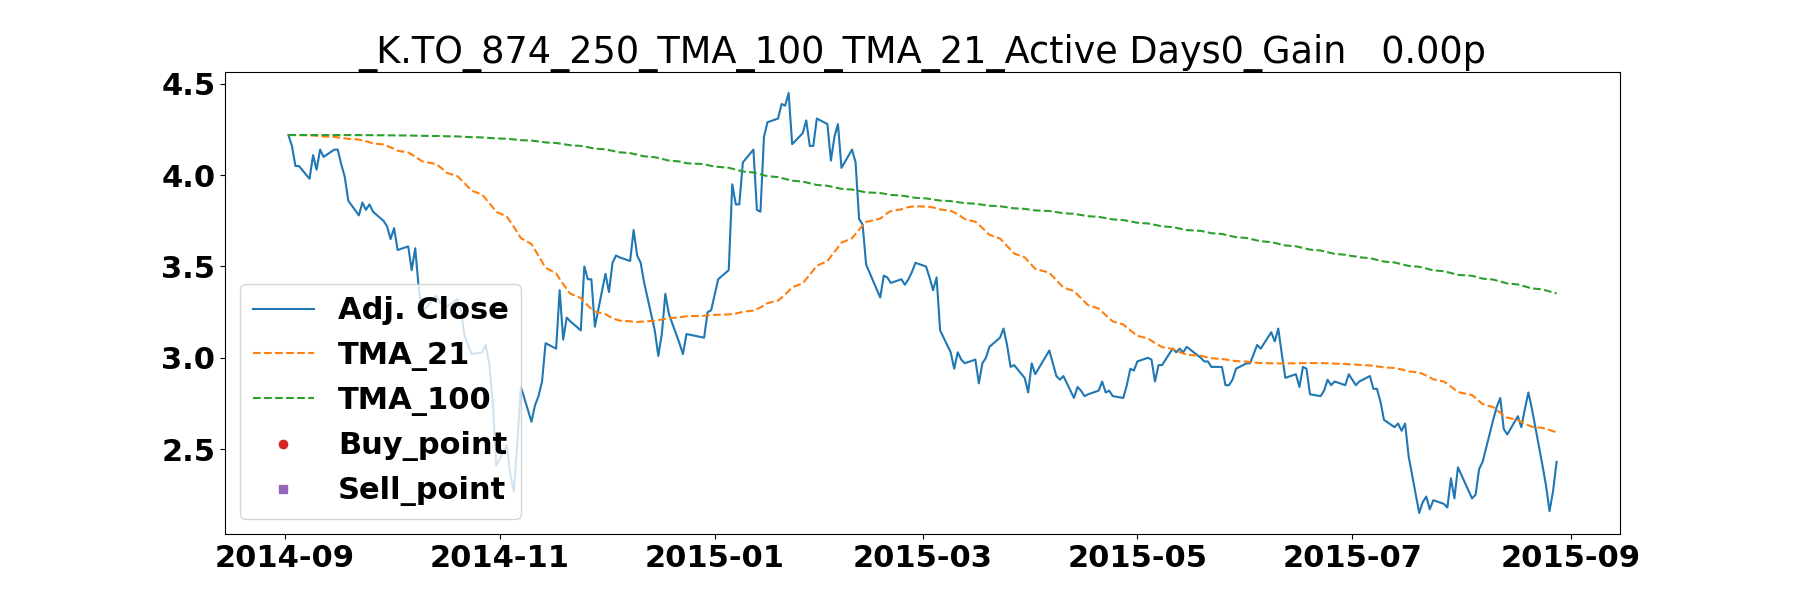 _K.TO_874_250_TMA_100_TMA_21_Active Days0_Gain   0.00p
4.5
4.0
3.5
3.0
2.5
Adj. Close
TMA_21
TMA_100
Buy_point
Sell_point
2014-09 2014-11 2015-01 2015-03 2015-05 2015-07 2015-09